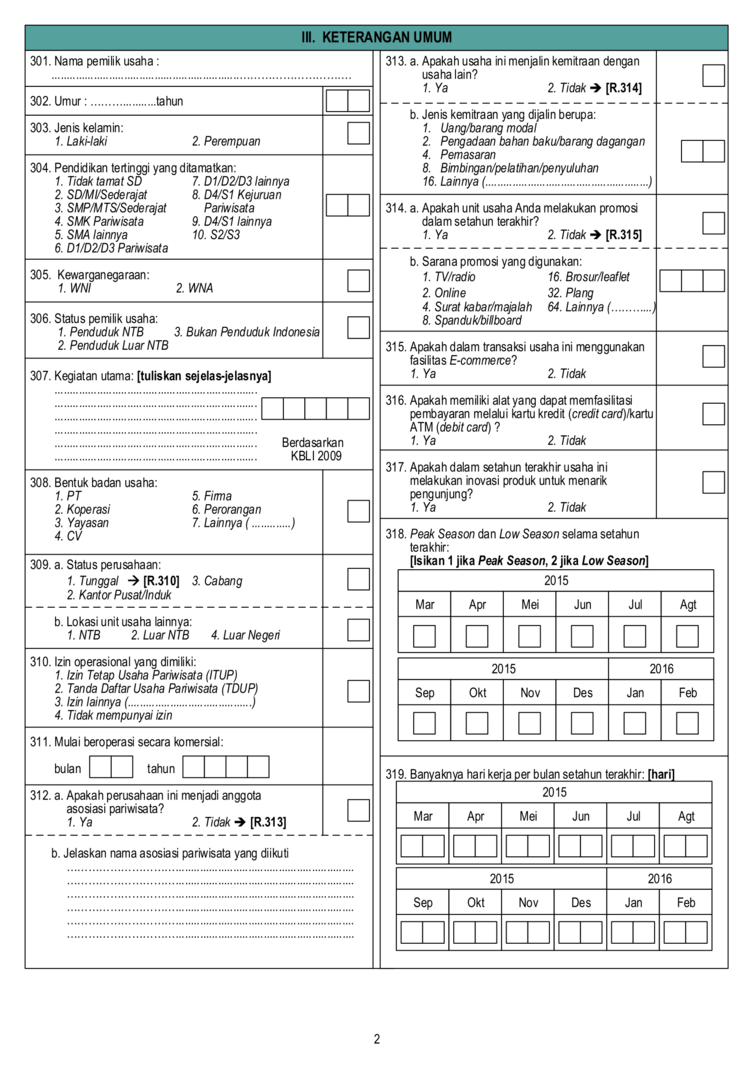 III. KETERANGAN UMUM
301. Nama pemilik usaha :
..........................................................................................
302. Umur : ....................tahun
303. Jenis kelamin:
1. Laki-laki 2. Perempuan
304. Pendidikan tertinggi yang ditamatkan:
1. Tidak tamat SD 7. D1/D2/D3 lainnya
2. SD/MI/Sederajat 8. D4/S1 Kejuruan
3. SMP/MTS/Sederajat Pariwisata
4. SMK Pariwisata 9. D4/S1 lainnya
5. SMA lainnya 10. S2/S3
6. D1/D2/D3 Pariwisata
305. Kewarganegaraan:
1. WNI 2. WNA
306. Status pemilik usaha:
1. Penduduk NTB 3. Bukan Penduduk Indonesia
2. Penduduk Luar NTB
307. Kegiatan utama: [tuliskan sejelas-jelasnya]
....................................................................
....................................................................
....................................................................
....................................................................
.................................................................... Berdasarkan
.................................................................... KBLI 2009
308. Bentuk badan usaha:
1. PT 5. Firma
2. Koperasi 6. Perorangan
3. Yayasan 7. Lainnya ( .............)
4. CV
309. a. Status perusahaan:
1. Tunggal ➔ [R.310] 3. Cabang
2. Kantor Pusat/Induk
b. Lokasi unit usaha lainnya:
1. NTB 2. Luar NTB 4. Luar Negeri
310. Izin operasional yang dimiliki:
1. Izin Tetap Usaha Pariwisata (ITUP)
2. Tanda Daftar Usaha Pariwisata (TDUP)
3. Izin lainnya (.........................................)
4. Tidak mempunyai izin
311. Mulai beroperasi secara komersial:
bulan tahun
312. a. Apakah perusahaan ini menjadi anggota
asosiasi pariwisata?
1. Ya 2. Tidak ➔ [R.313]
b. Jelaskan nama asosiasi pariwisata yang diikuti
..........................................................................................
..........................................................................................
..........................................................................................
..........................................................................................
..........................................................................................
..........................................................................................
313. a. Apakah usaha ini menjalin kemitraan dengan
usaha lain?
1. Ya 2. Tidak ➔ [R.314]
b. Jenis kemitraan yang dijalin berupa:
1. Uang/barang modal
2. Pengadaan bahan baku/barang dagangan
4. Pemasaran
8. Bimbingan/pelatihan/penyuluhan
16. Lainnya (......................................................)
314. a. Apakah unit usaha Anda melakukan promosi
dalam setahun terakhir?
1. Ya 2. Tidak ➔ [R.315]
b. Sarana promosi yang digunakan:
1. TV/radio 16. Brosur/leaflet
2. Online 32. Plang
4. Surat kabar/majalah 64. Lainnya (.............)
8. Spanduk/billboard
315. Apakah dalam transaksi usaha ini menggunakan
fasilitas E-commerce?
1. Ya 2. Tidak
316. Apakah memiliki alat yang dapat memfasilitasi
pembayaran melalui kartu kredit (credit card)/kartu
ATM (debit card) ?
1. Ya 2. Tidak
317. Apakah dalam setahun terakhir usaha ini
melakukan inovasi produk untuk menarik
pengunjung?
1. Ya 2. Tidak
318. Peak Season dan Low Season selama setahun
terakhir:
[Isikan 1 jika Peak Season, 2 jika Low Season]
2015
Mar Apr Mei Jun Jul Agt
2015 2016
Sep Okt Nov Des Jan Feb
319. Banyaknya hari kerja per bulan setahun terakhir: [hari]
2015
Mar Apr Mei Jun Jul Agt
2015 2016
Sep Okt Nov Des Jan Feb
2